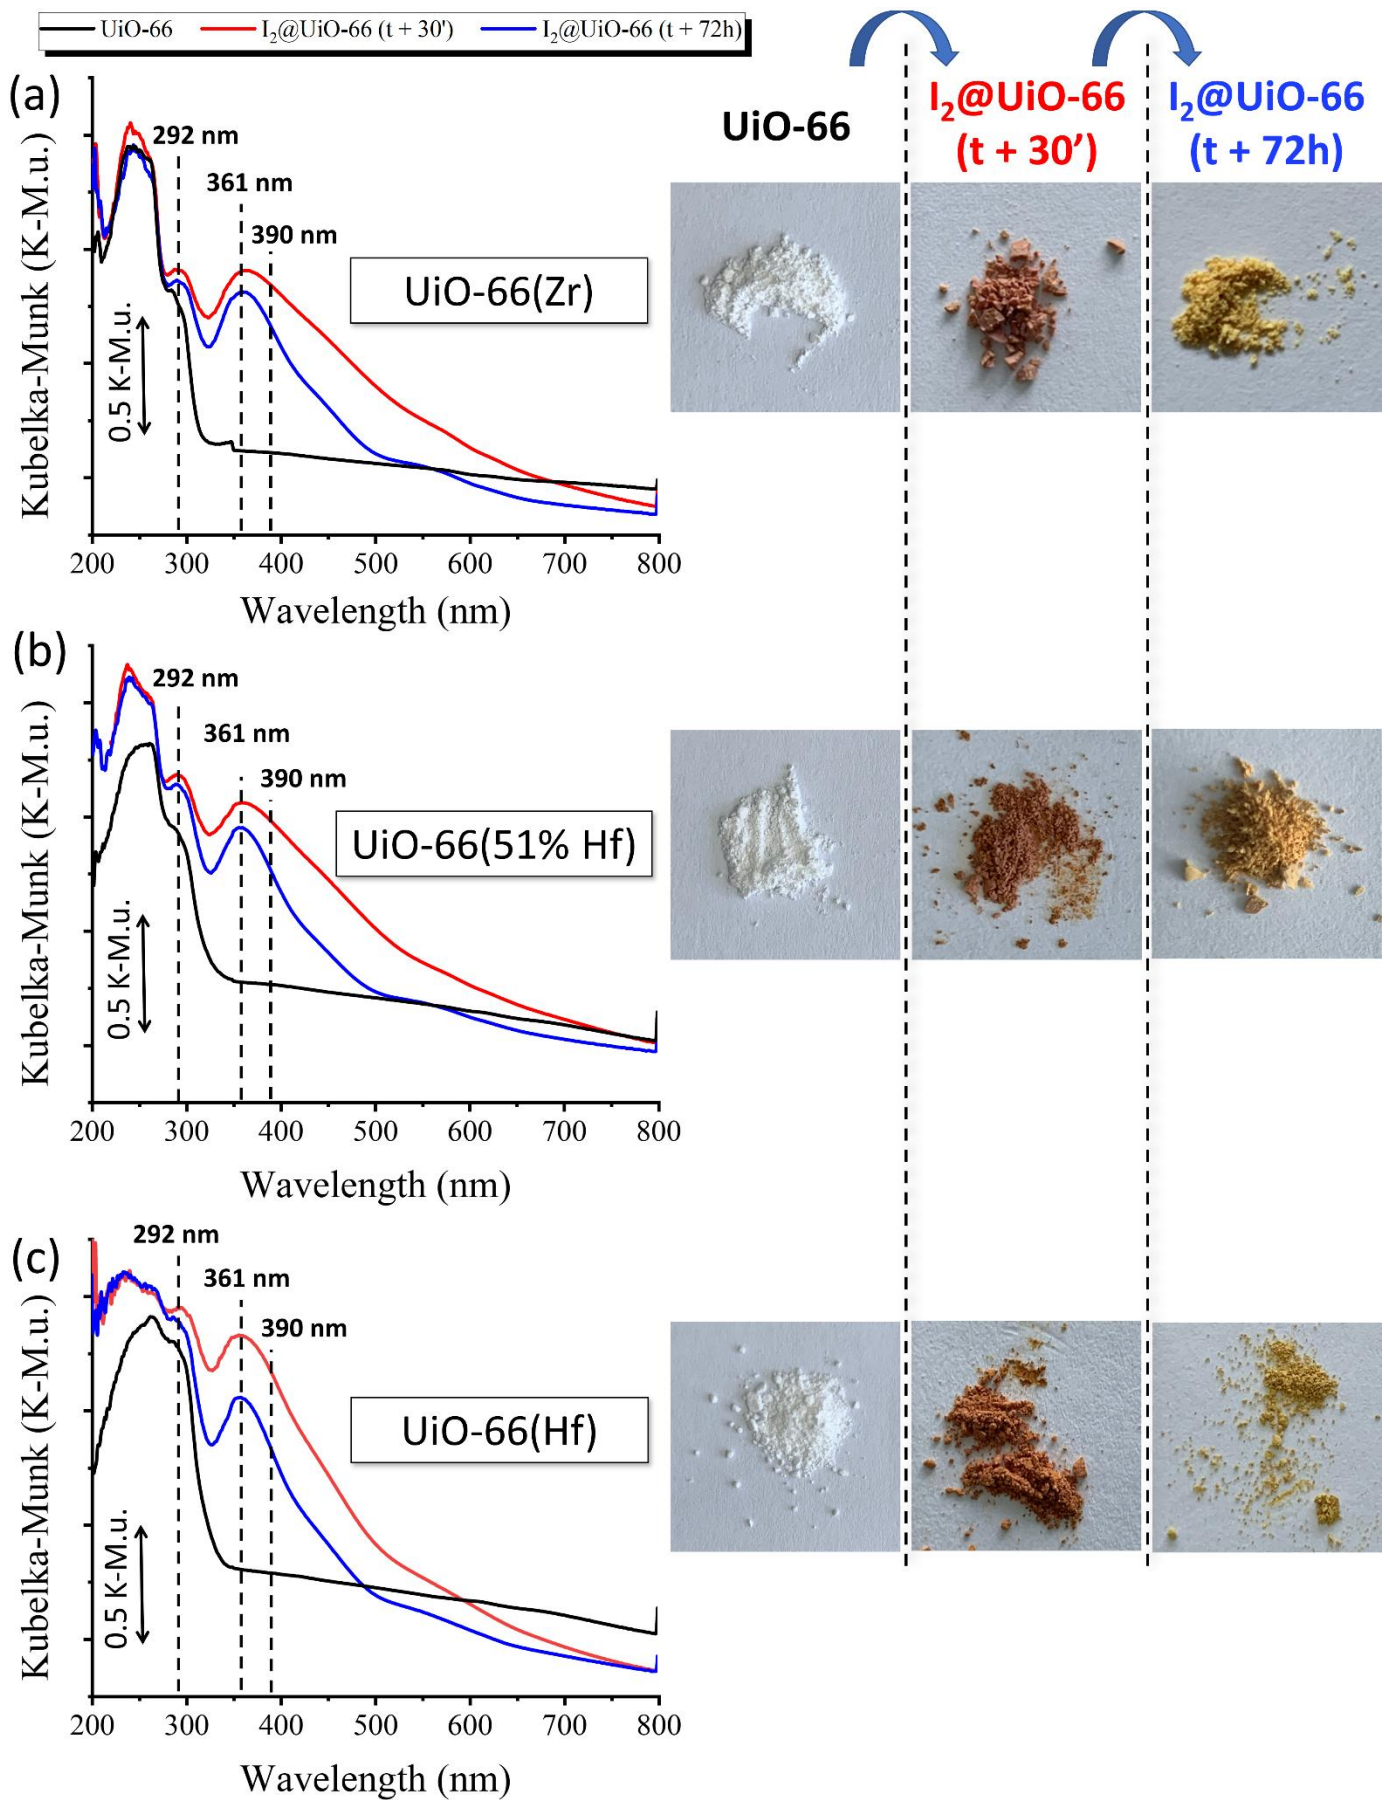 UiO-66 I₂@UiO-66 (t + 30') I₂@UiO-66 (t + 72h)
UiO-66
I₂@UiO-66
(t + 30’)
I₂@UiO-66
(t + 72h)
(a)
Kubelka-Munk (K-M.u.)
0.5 K-M.u.
292 nm
361 nm
390 nm
UiO-66(Zr)
200 300 400 500 600 700 800
Wavelength (nm)
(b)
Kubelka-Munk (K-M.u.)
0.5 K-M.u.
292 nm
361 nm
390 nm
UiO-66(51% Hf)
200 300 400 500 600 700 800
Wavelength (nm)
(c)
Kubelka-Munk (K-M.u.)
0.5 K-M.u.
292 nm
361 nm
390 nm
UiO-66(Hf)
200 300 400 500 600 700 800
Wavelength (nm)